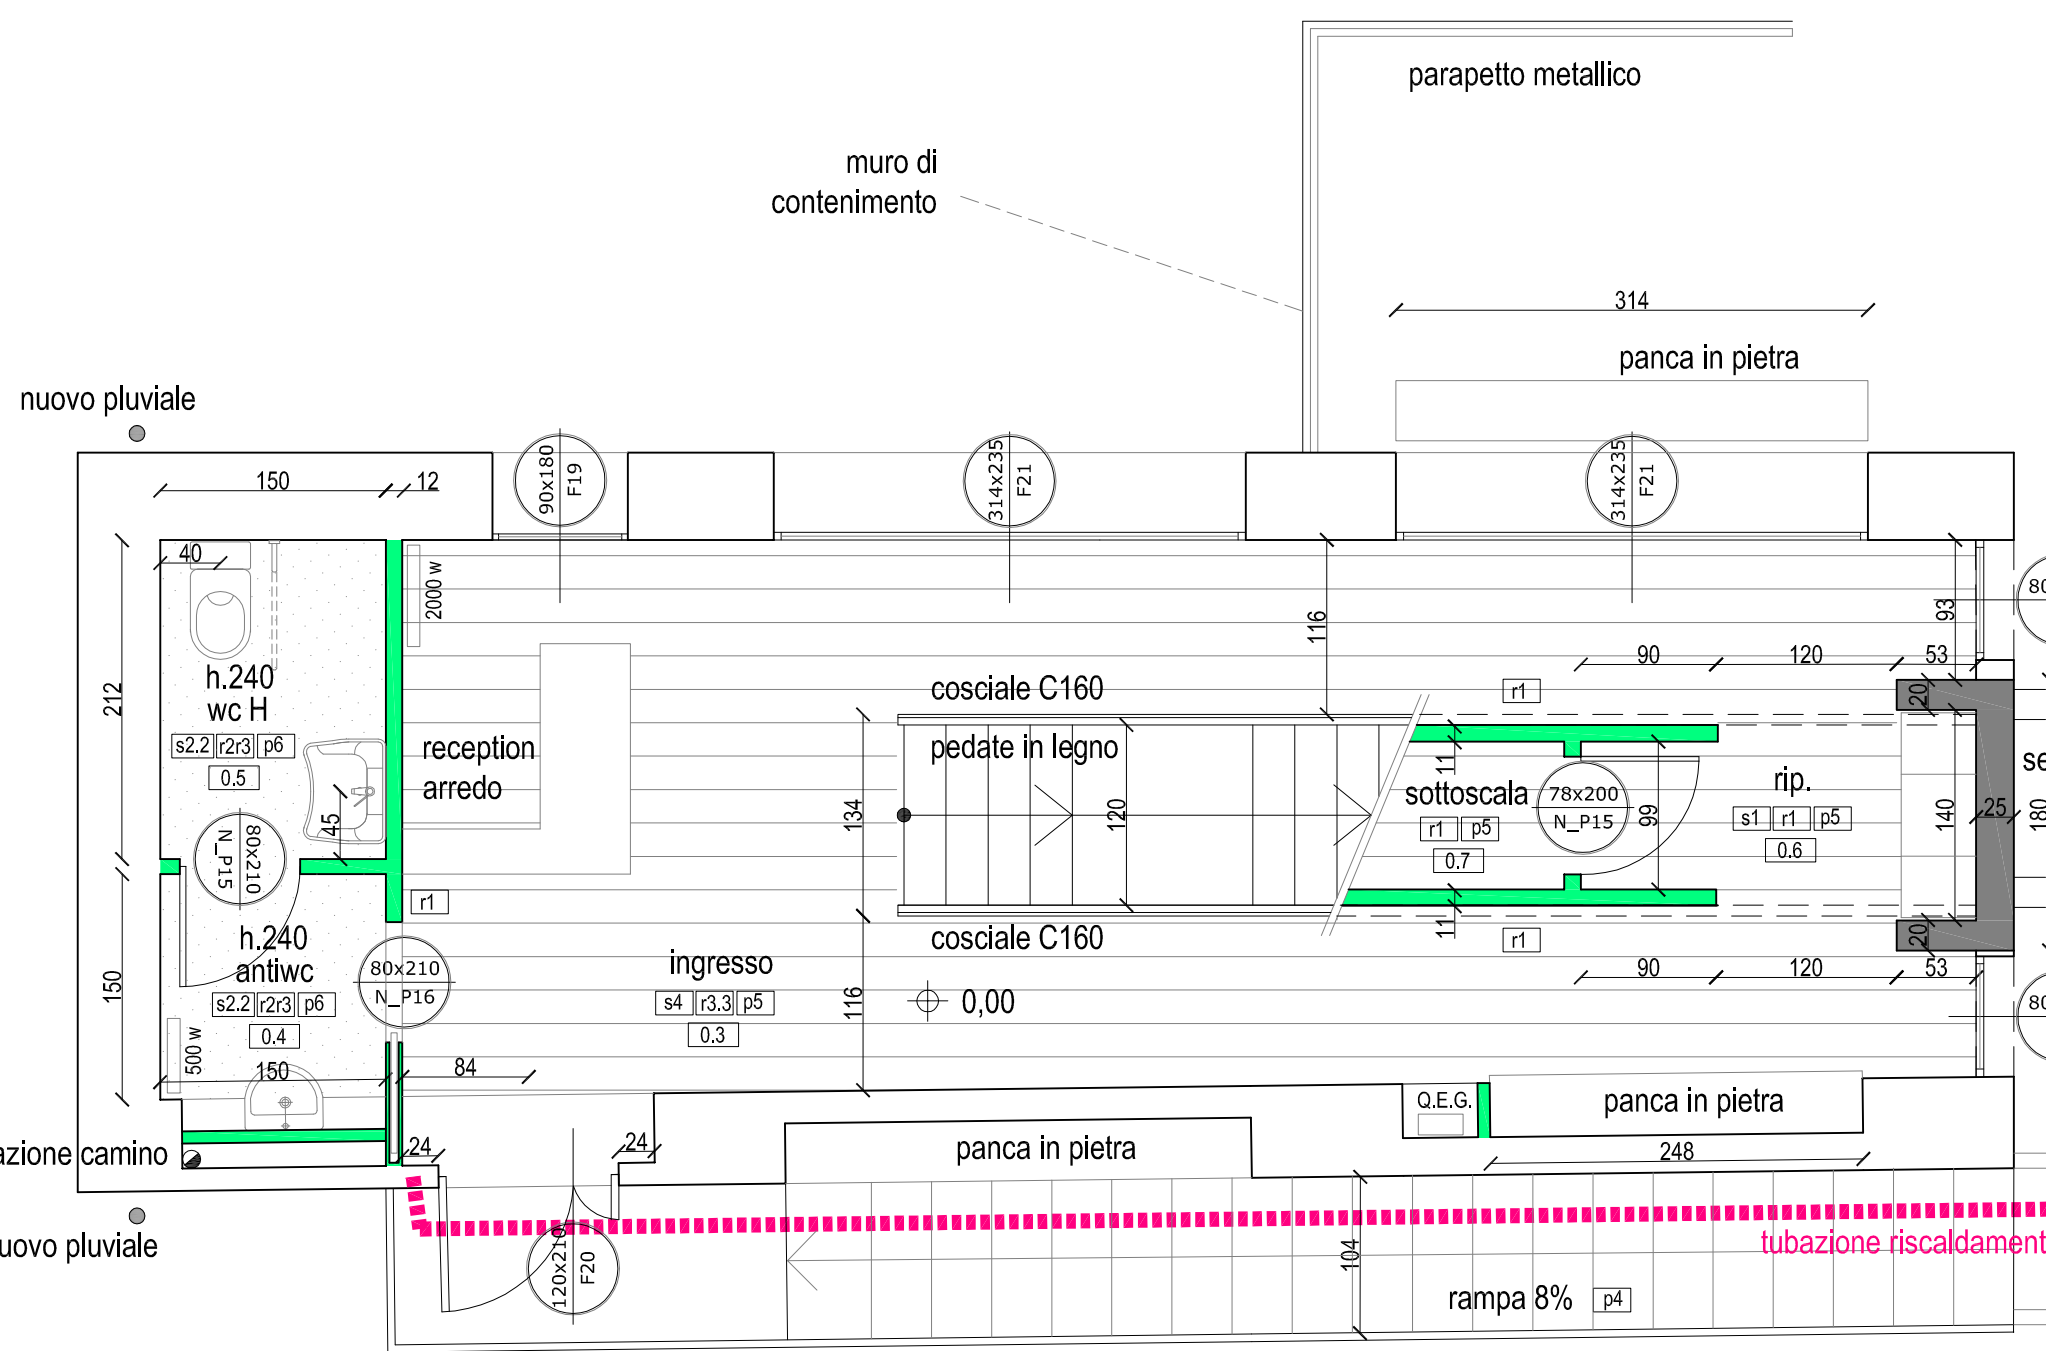 parapetto metallico
muro di
contenimento
314
panca in pietra
nuovo pluviale
150
12
90x180
F19
314x235
F21
314x235
F21
40
2000 w
116
93
80
212
h.240
wc H
s2.2 r2r3 p6
0.5
45
80x210
N_P15
reception
arredo
r1
cosciale C160
pedate in legno
134
120
r1
90
120
53
20
11
sottoscala
r1 p5
0.7
78x200
N_P15
99
rip.
s1 r1 p5
0.6
140
25
180
se
20
11
r1
90
120
53
80
h.240
antiwc
s2.2 r2r3 p6
0.4
150
500 w
150
80x210
N_P16
84
ingresso
s4 r3.3 p5
0.3
cosciale C160
116
0,00
Q.E.G.
panca in pietra
248
panca in pietra
24
24
azione camino
uovo pluviale
120x210
F20
104
tubazione riscaldament
rampa 8% p4